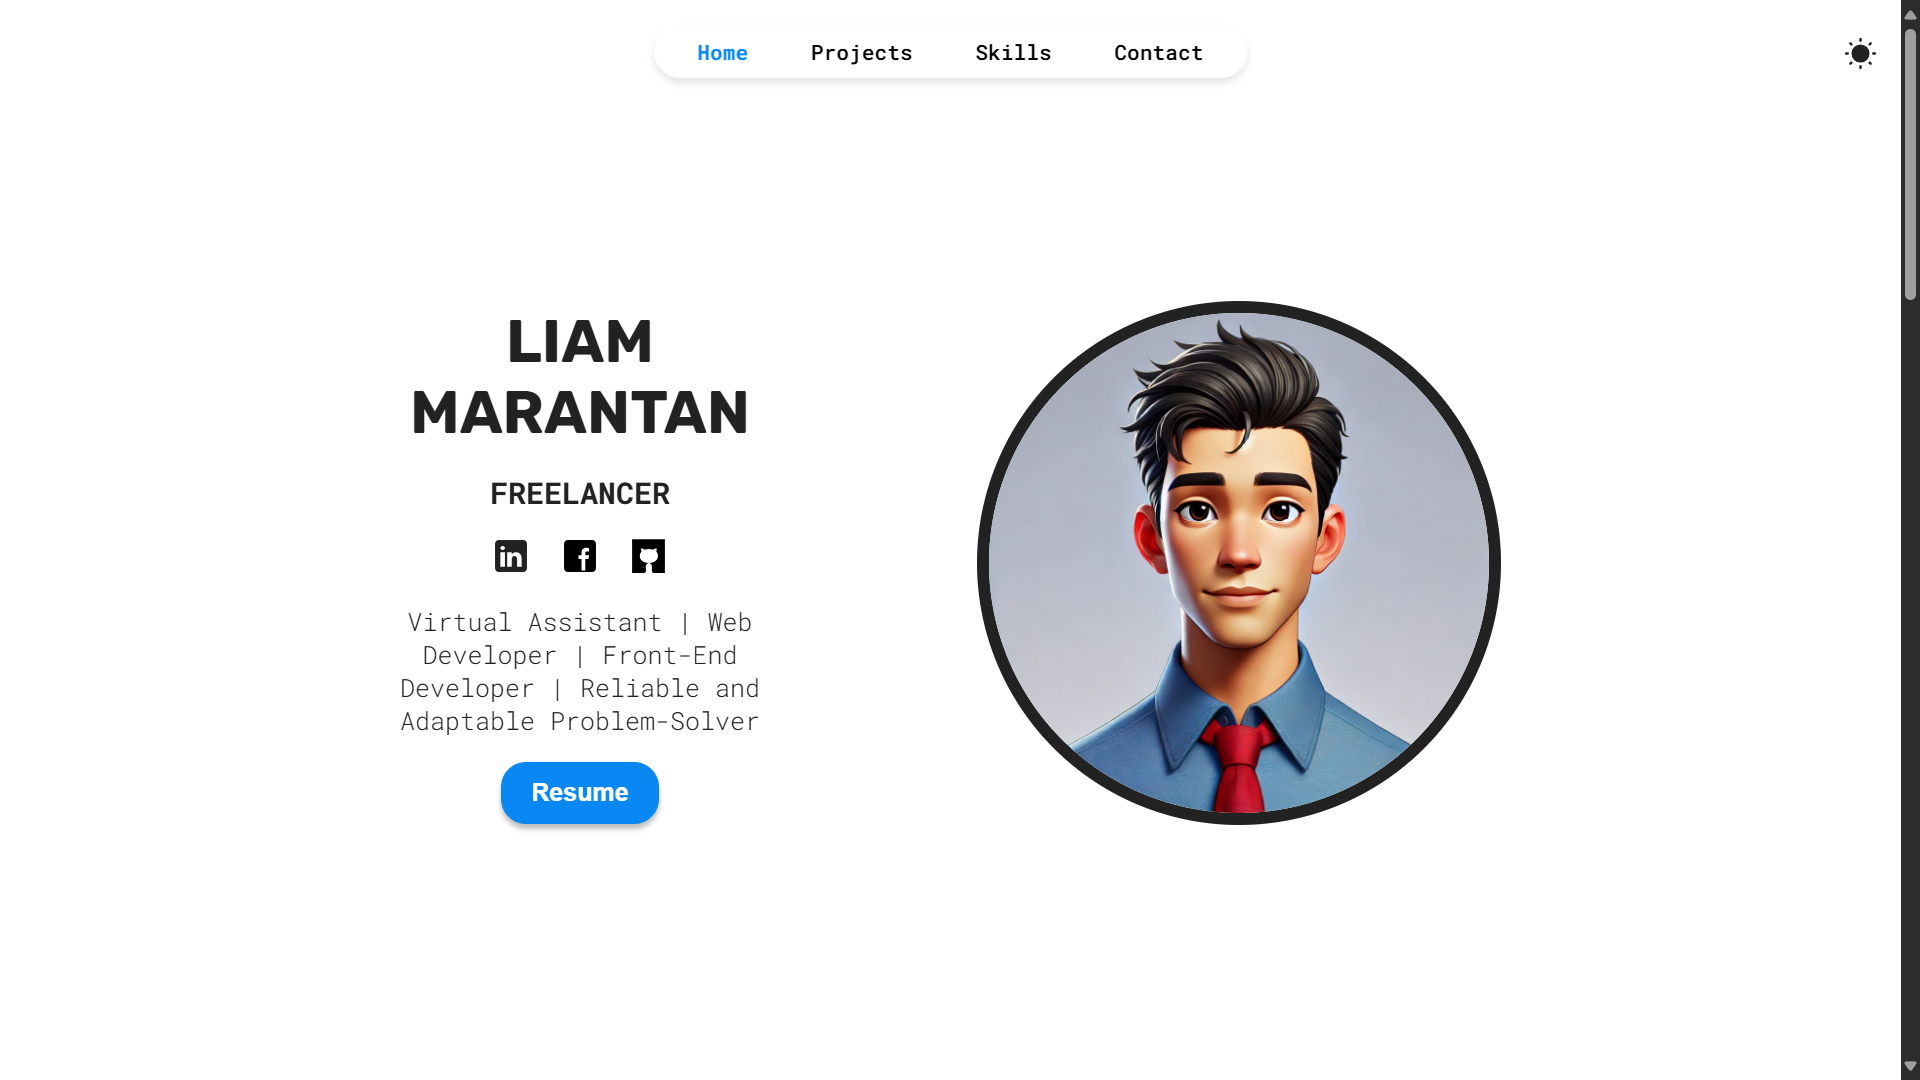 Home Projects Skills Contact
LIAM
MARANTAN
FREELANCER
Virtual Assistant | Web
Developer | Front-End
Developer | Reliable and
Adaptable Problem-Solver
Resume